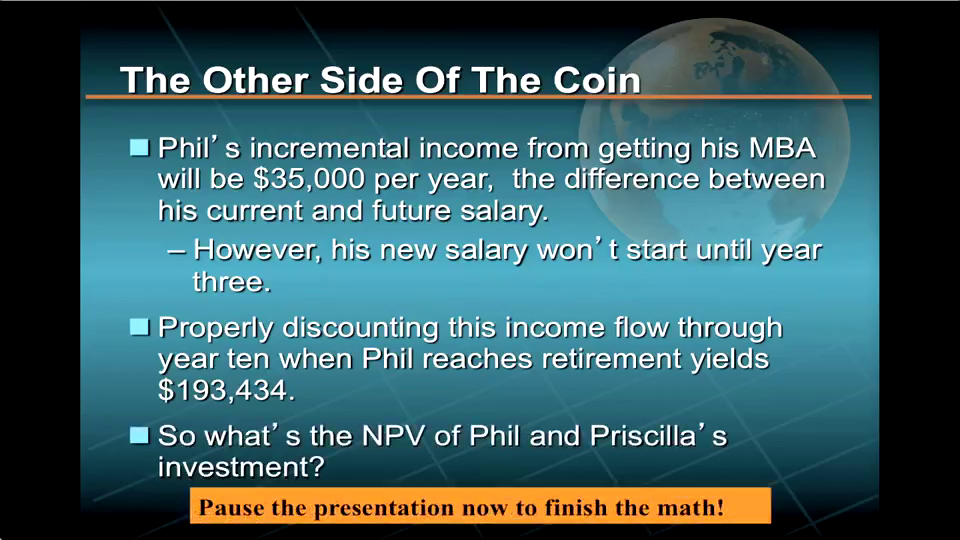 The Other Side Of The Coin
Phil’s incremental income from getting his MBA
will be $35,000 per year,  the difference between
his current and future salary.
– However, his new salary won’t start until year
three.
Properly discounting this income flow through
year ten when Phil reaches retirement yields
$193,434.
So what’s the NPV of Phil and Priscilla’s
investment?
Pause the presentation now to finish the math!